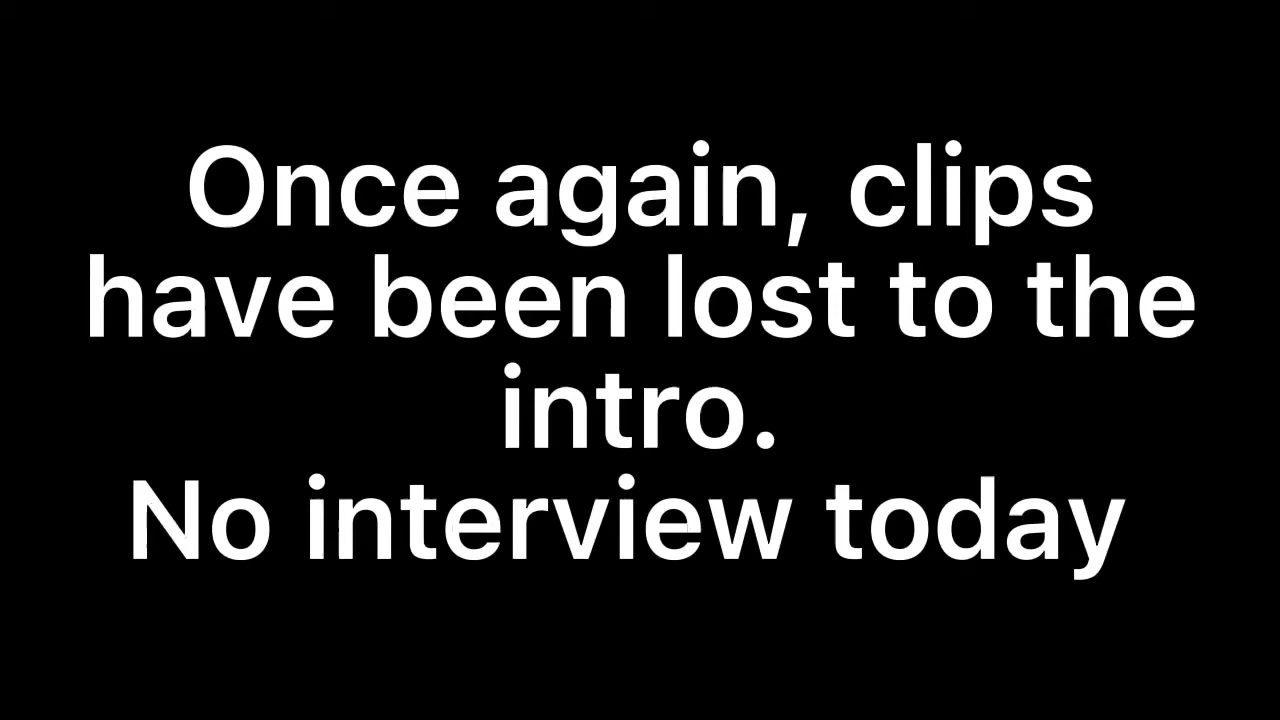 Once again, clips
have been lost to the
intro.
No interview today